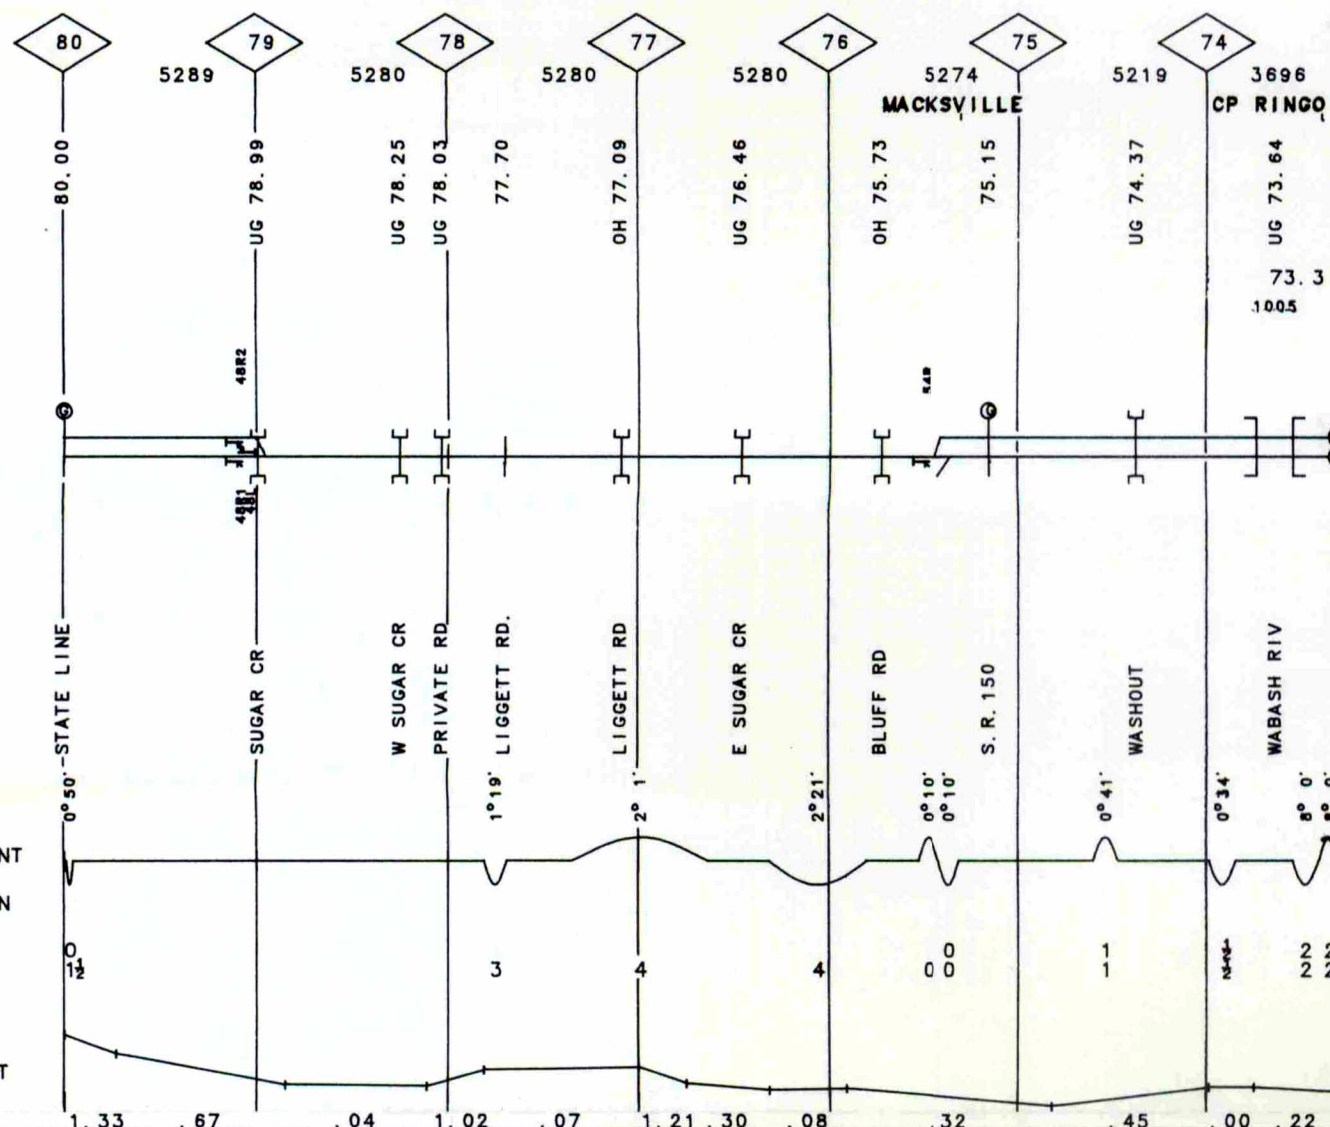 80 79 78 77 76 75 74
5289 5280 5280 5280 5274 5219 3696
MACKSVILLE CP RINGO
80.00
UG 78.99
UG 78.25
UG 78.03
77.70
OH 77.09
UG 76.46
OH 75.73
75.15
UG 74.37
UG 73.64
73.3
1005
48R2
48R1
48L
STATE LINE
SUGAR CR
W SUGAR CR
PRIVATE RD
LIGGETT RD.
LIGGETT RD
E SUGAR CR
BLUFF RD
S.R. 150
WASHOUT
WABASH RIV
0°50'
1°19'
2° 1'
2°21'
0°10'
0°10'
0°41'
0°34'
8° 0'
8° 0'
NT
N
0 0 1 2 2
1½ 3 4 4 0 0 1 2 2
T
1.33 .67 .04 1.02 .07 1.21 .30 .08 .32 .45 .00 .22